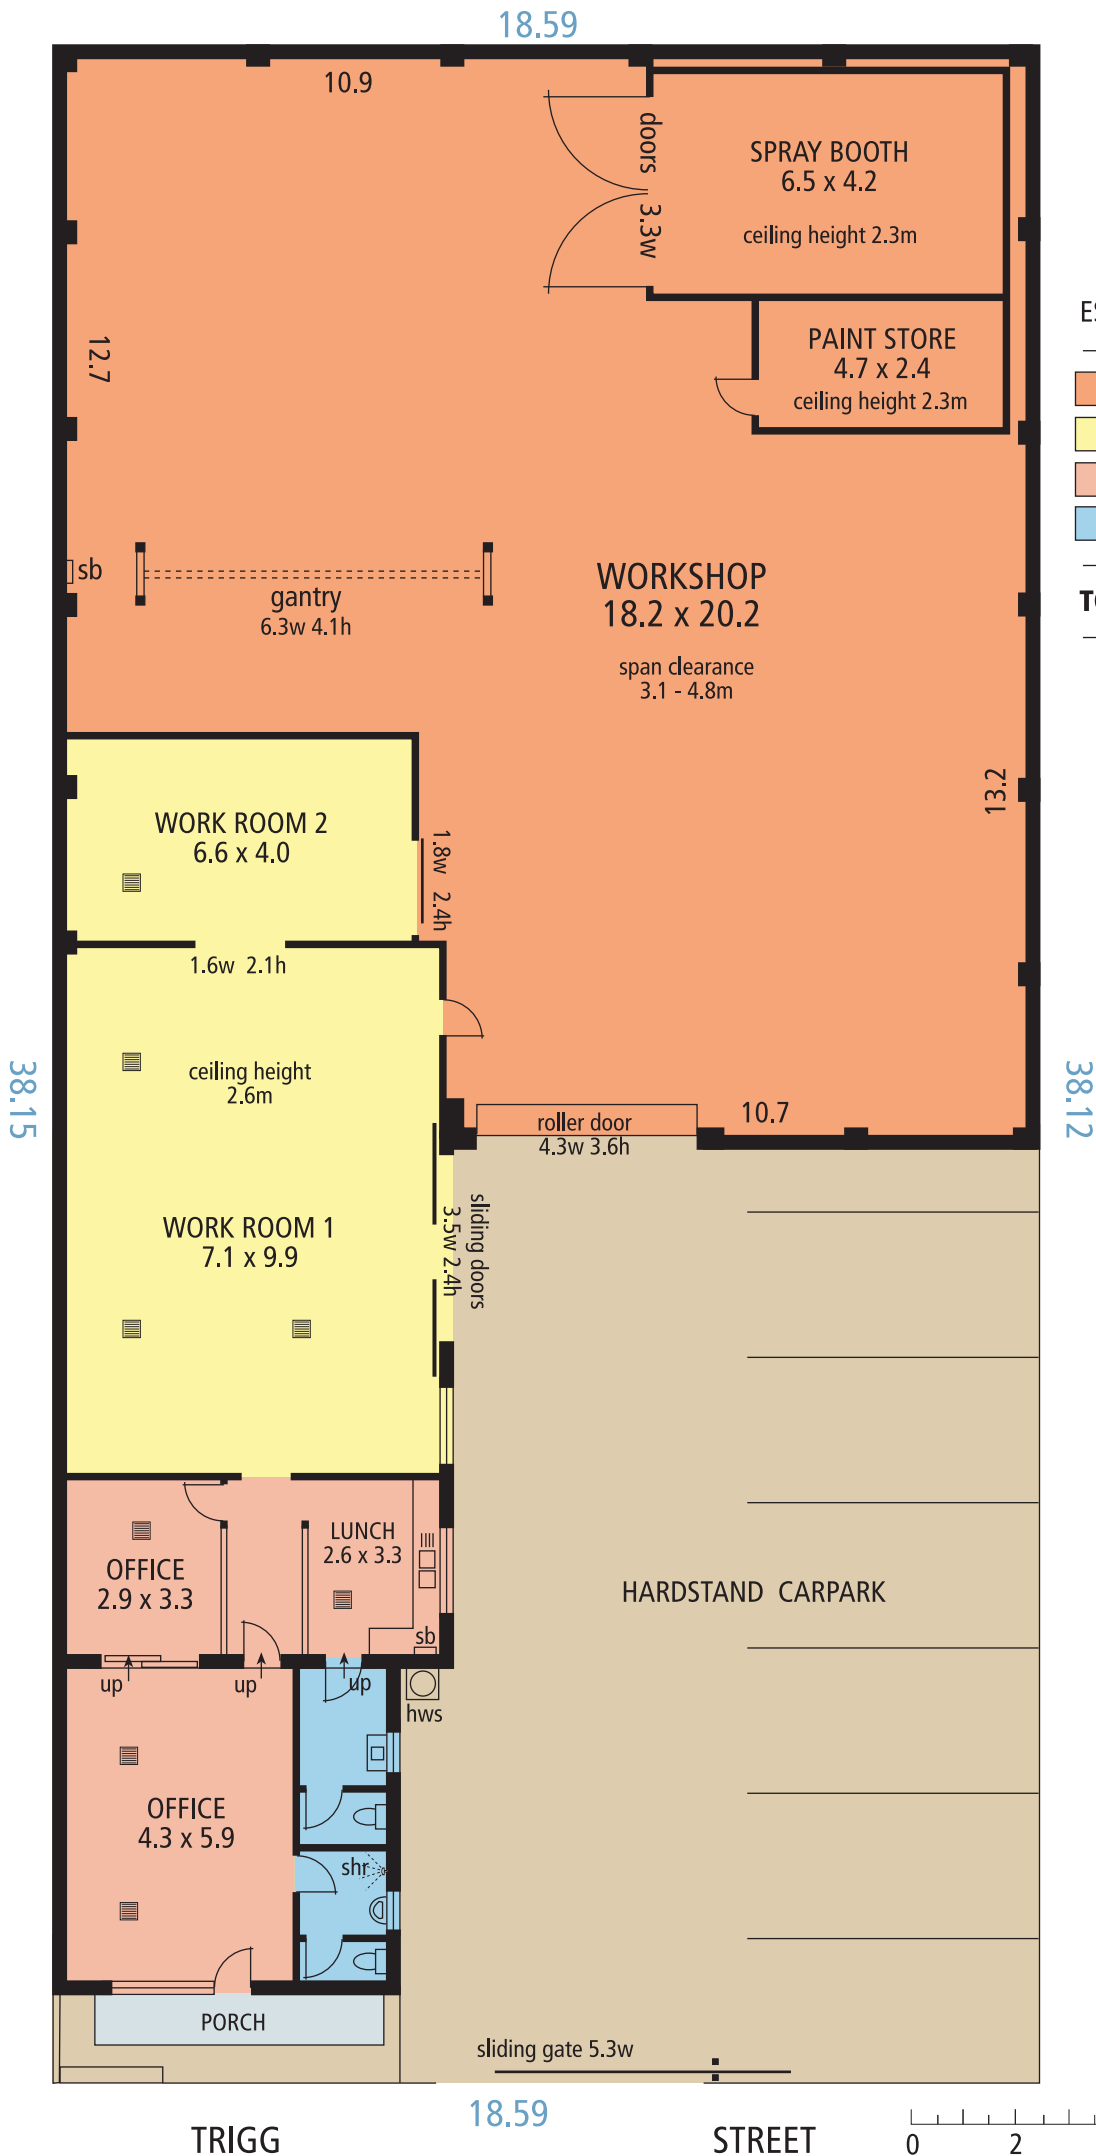 18.59
10.9
doors 3.3w
SPRAY BOOTH
6.5 x 4.2
ceiling height 2.3m
12.7
PAINT STORE
4.7 x 2.4
ceiling height 2.3m
sb
gantry
6.3w 4.1h
WORKSHOP
18.2 x 20.2
span clearance
3.1 - 4.8m
13.2
WORK ROOM 2
6.6 x 4.0
1.8w 2.4h
1.6w 2.1h
38.15
38.12
ceiling height
2.6m
10.7
roller door
4.3w 3.6h
WORK ROOM 1
7.1 x 9.9
sliding doors
3.5w 2.4h
LUNCH
2.6 x 3.3
OFFICE
2.9 x 3.3
HARDSTAND CARPARK
sb
up
up
up
hws
OFFICE
4.3 x 5.9
shr
PORCH
sliding gate 5.3w
18.59
TRIGG STREET
0 2